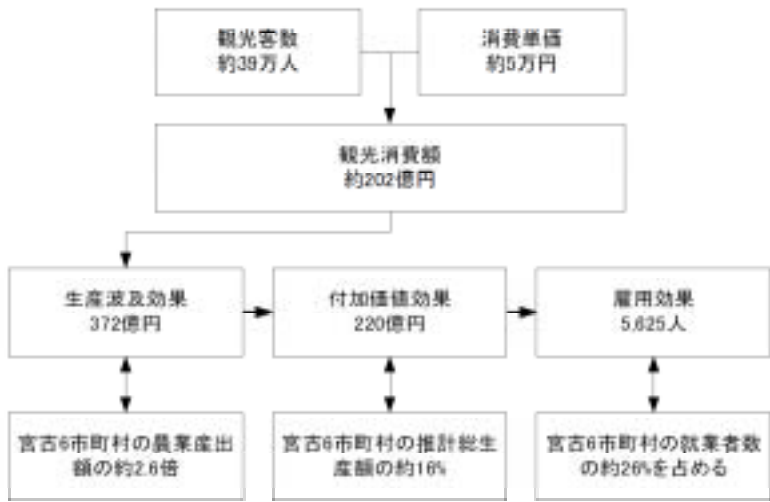 観光客数
約39万人
消費単価
約5万円
観光消費額
約202億円
生産波及効果
372億円
付加価値効果
220億円
雇用効果
5,625人
宮古6市町村の農業産出
額の約2.6倍
宮古6市町村の推計総生
産額の約16%
宮古6市町村の就業者数
の約26%を占める